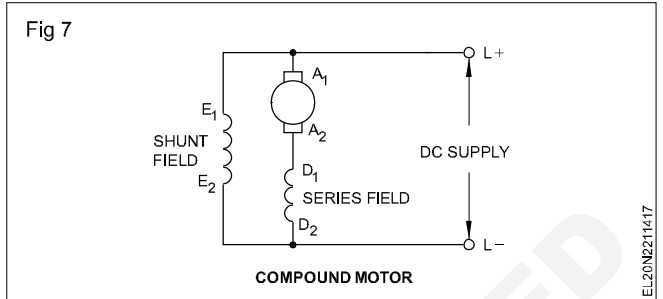 Fig 7
L+
A1
E1
A2
SHUNT
FIELD
DC SUPPLY
E2
D1
SERIES FIELD
D2
L–
COMPOUND MOTOR
EL20N2211417